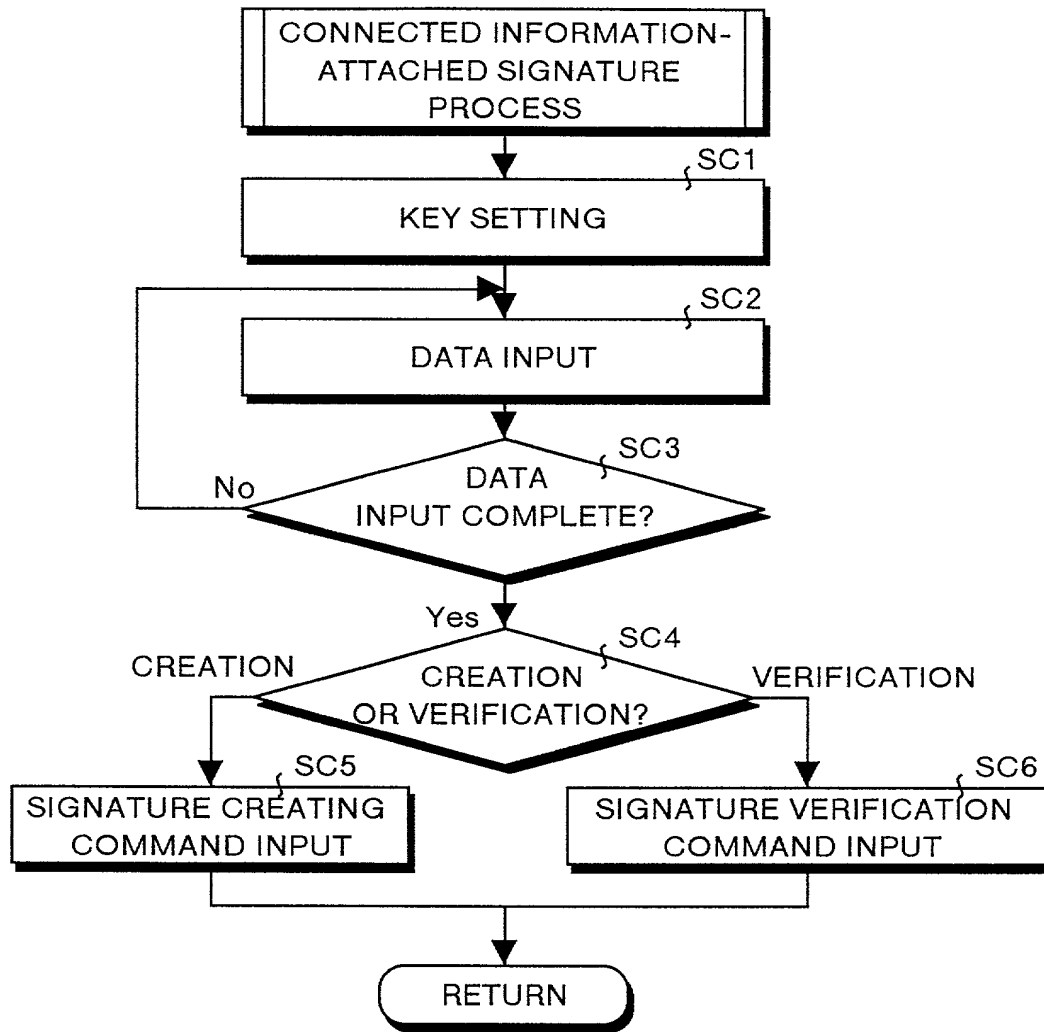 CONNECTED INFORMATION-
ATTACHED SIGNATURE
PROCESS
SC1
KEY SETTING
SC2
DATA INPUT
SC3
DATA
INPUT COMPLETE?
No
Yes
SC4
CREATION
OR VERIFICATION?
CREATION
VERIFICATION
SC5
SIGNATURE CREATING
COMMAND INPUT
SC6
SIGNATURE VERIFICATION
COMMAND INPUT
RETURN